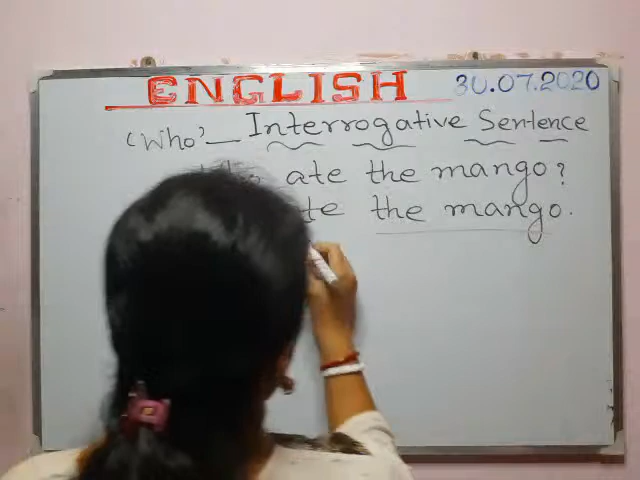 ENGLISH 30.07.2020
'Who' — Interrogative Sentence
ate the mango?
the mango.